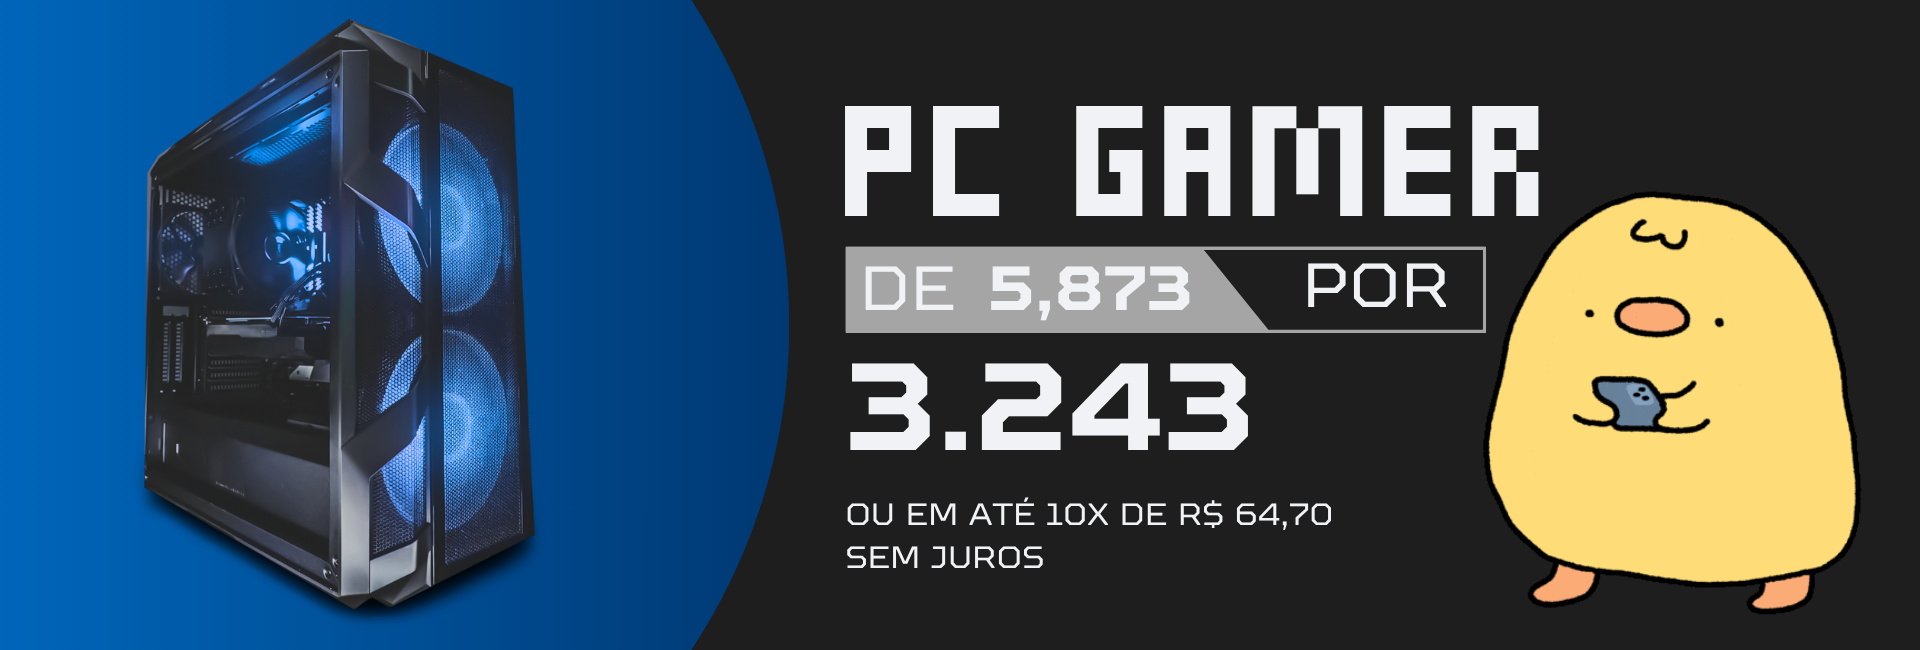 PC GAMER
DE 5,873 POR
3.243
OU EM ATÉ 10X DE R$ 64,70
SEM JUROS